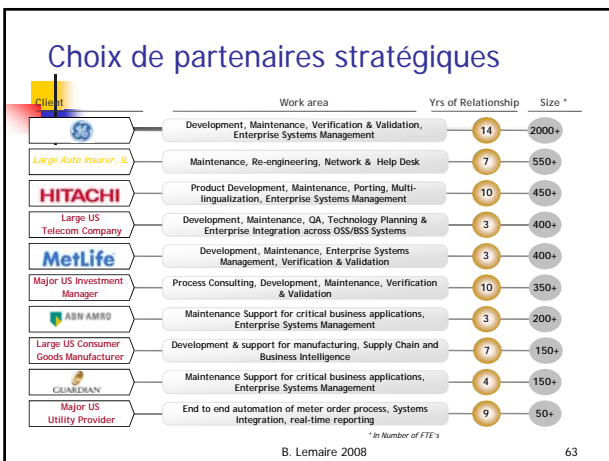 Choix de partenaires stratégiques
Client Work area Yrs of Relationship Size *
GE Development, Maintenance, Verification & Validation, Enterprise Systems Management 14 2000+
Large Auto Insurer, IL Maintenance, Re-engineering, Network & Help Desk 7 550+
HITACHI Product Development, Maintenance, Porting, Multi-
lingualization, Enterprise Systems Management 10 450+
Large US
Telecom Company Development, Maintenance, QA, Technology Planning &
Enterprise Integration across OSS/BSS Systems 3 400+
MetLife Development, Maintenance, Enterprise Systems
Management, Verification & Validation 3 400+
Major US Investment
Manager Process Consulting, Development, Maintenance, Verification
& Validation 10 350+
ABN·AMRO Maintenance Support for critical business applications,
Enterprise Systems Management 3 200+
Large US Consumer
Goods Manufacturer Development & support for manufacturing, Supply Chain and
Business Intelligence 7 150+
GUARDIAN Maintenance Support for critical business applications,
Enterprise Systems Management 4 150+
Major US
Utility Provider End to end automation of meter order process, Systems
Integration, real-time reporting 9 50+
* In Number of FTE's
B. Lemaire 2008 63